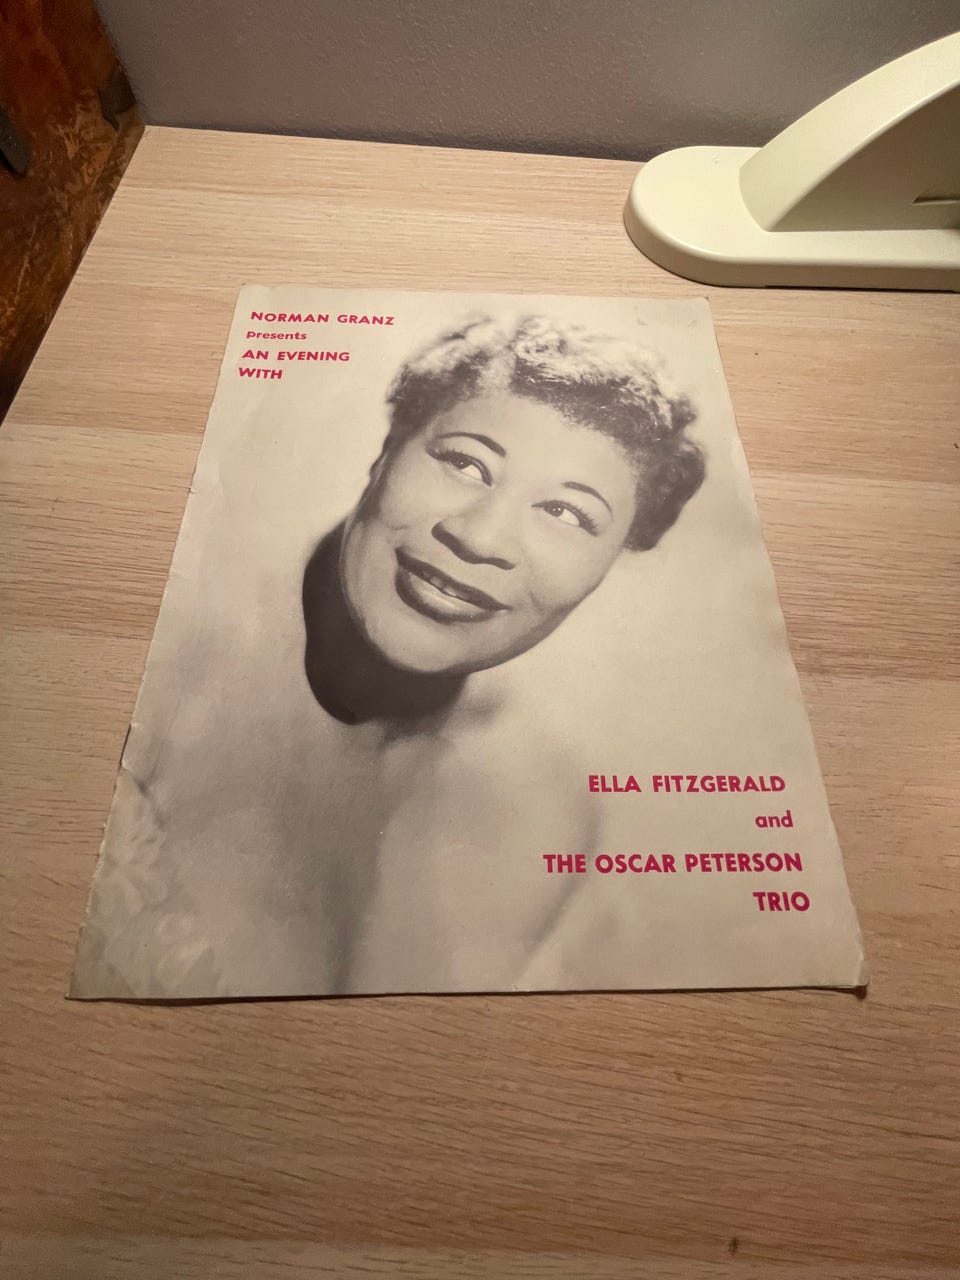 NORMAN GRANZ
presents
AN EVENING
WITH
ELLA FITZGERALD
and
THE OSCAR PETERSON
TRIO